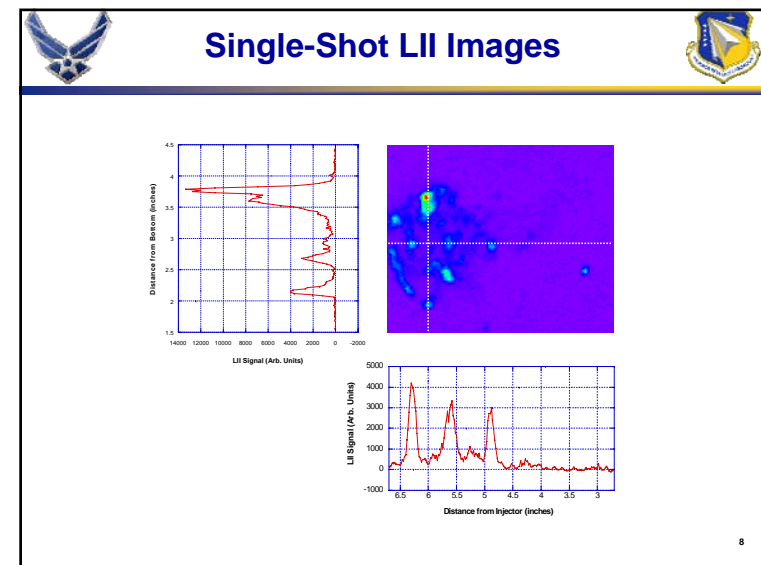 Single-Shot LII Images
4.5
4
3.5
3
2.5
2
1.5
Distance from Bottom (inches)
14000 12000 10000 8000 6000 4000 2000 0 -2000
LII Signal (Arb. Units)
5000
4000
3000
2000
1000
0
-1000
LII Signal (Arb. Units)
6.5 6 5.5 5 4.5 4 3.5 3
Distance from Injector (inches)
8